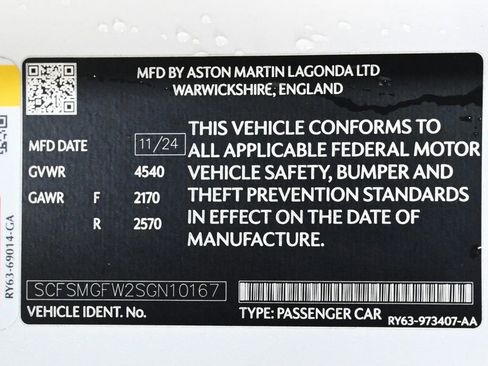 MFD BY ASTON MARTIN LAGONDA LTD
WARWICKSHIRE, ENGLAND
MFD DATE 11/24
GVWR 4540
GAWR F 2170
R 2570
THIS VEHICLE CONFORMS TO
ALL APPLICABLE FEDERAL MOTOR
VEHICLE SAFETY, BUMPER AND
THEFT PREVENTION STANDARDS
IN EFFECT ON THE DATE OF
MANUFACTURE.
SCFSMGFW2SGN10167
VEHICLE IDENT. No.
TYPE: PASSENGER CAR
RY63-973407-AA
RY63-69014-GA